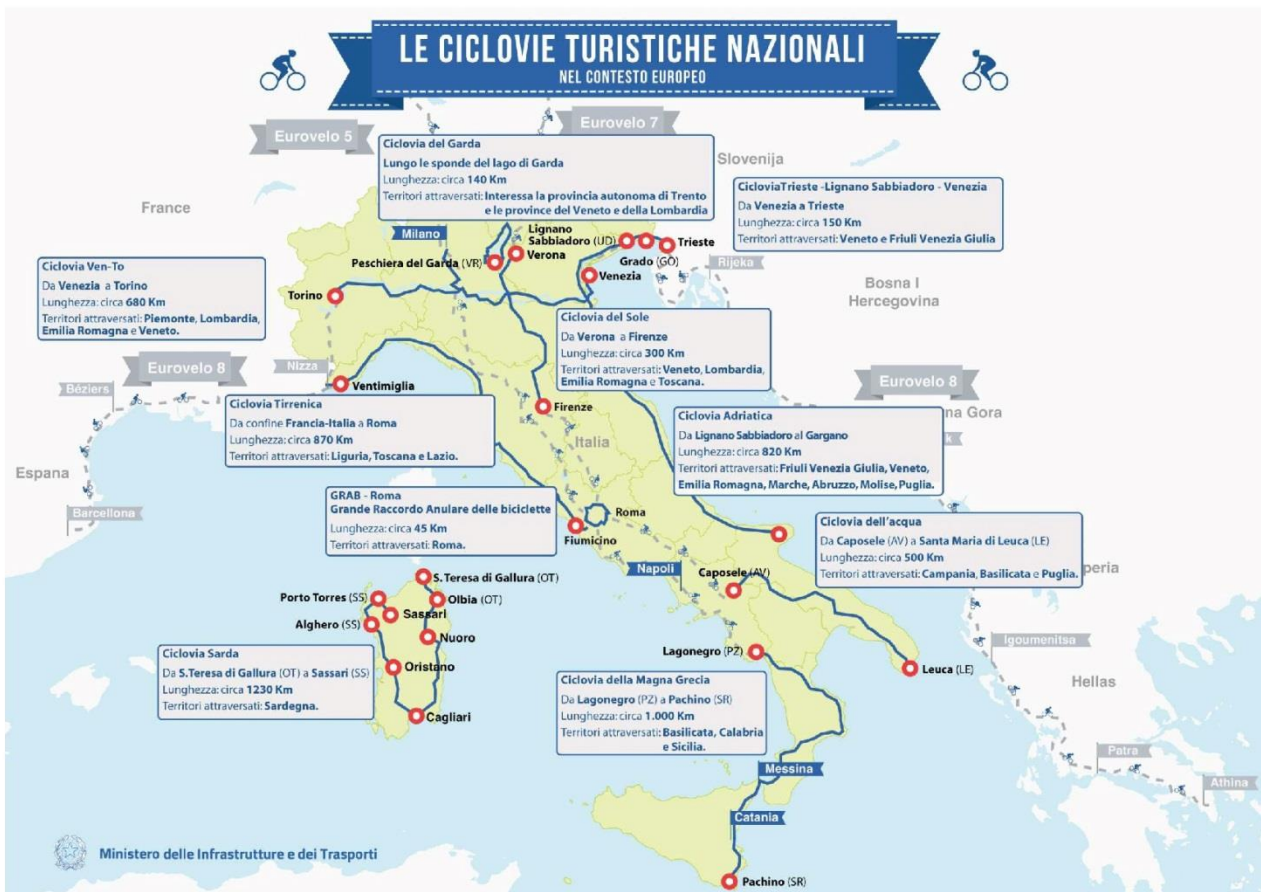 LE CICLOVIE TURISTICHE NAZIONALI
NEL CONTESTO EUROPEO
Eurovelo 5
Eurovelo 7
Slovenija
France
Ciclovia del Garda
Lungo le sponde del lago di Garda
Lunghezza: circa 140 Km
Territori attraversati: Interessa la provincia autonoma di Trento
e le province del Veneto e della Lombardia
CicloviaTrieste -Lignano Sabbiadoro - Venezia
Da Venezia a Trieste
Lunghezza: circa 150 Km
Territori attraversati: Veneto e Friuli Venezia Giulia
Milano
Lignano
Sabbiadoro (UD)
Verona
Peschiera del Garda (VR)
Trieste
Grado (GO)
Venezia
Rijeka
Bosna I
Hercegovina
Ciclovia Ven-To
Da Venezia a Torino
Lunghezza: circa 680 Km
Territori attraversati: Piemonte, Lombardia,
Emilia Romagna e Veneto.
Torino
Ciclovia del Sole
Da Verona a Firenze
Lunghezza: circa 300 Km
Territori attraversati: Veneto, Lombardia,
Emilia Romagna e Toscana.
Eurovelo 8
Nizza
Béziers
Ventimiglia
Eurovelo 8
na Gora
Ciclovia Tirrenica
Da confine Francia-Italia a Roma
Lunghezza: circa 870 Km
Territori attraversati: Liguria, Toscana e Lazio.
Firenze
Italia
Ciclovia Adriatica
Da Lignano Sabbiadoro al Gargano
Lunghezza: circa 820 Km
Territori attraversati: Friuli Venezia Giulia, Veneto,
Emilia Romagna, Marche, Abruzzo, Molise, Puglia.
Espana
Barcellona
GRAB - Roma
Grande Raccordo Anulare delle biciclette
Lunghezza: circa 45 Km
Territori attraversati: Roma.
Roma
Fiumicino
Ciclovia dell'acqua
Da Caposele (AV) a Santa Maria di Leuca (LE)
Lunghezza: circa 500 Km
Territori attraversati: Campania, Basilicata e Puglia.
peria
Napoli
Caposele (AV)
S.Teresa di Gallura (OT)
Porto Torres (SS)
Olbia (OT)
Sassari
Alghero (SS)
Nuoro
Igoumenitsa
Lagonegro (PZ)
Leuca (LE)
Ciclovia Sarda
Da S.Teresa di Gallura (OT) a Sassari (SS)
Lunghezza: circa 1230 Km
Territori attraversati: Sardegna.
Oristano
Cagliari
Ciclovia della Magna Grecia
Da Lagonegro (PZ) a Pachino (SR)
Lunghezza: circa 1.000 Km
Territori attraversati: Basilicata, Calabria
e Sicilia.
Hellas
Patra
Messina
Athina
Catania
Ministero delle Infrastrutture e dei Trasporti
Pachino (SR)